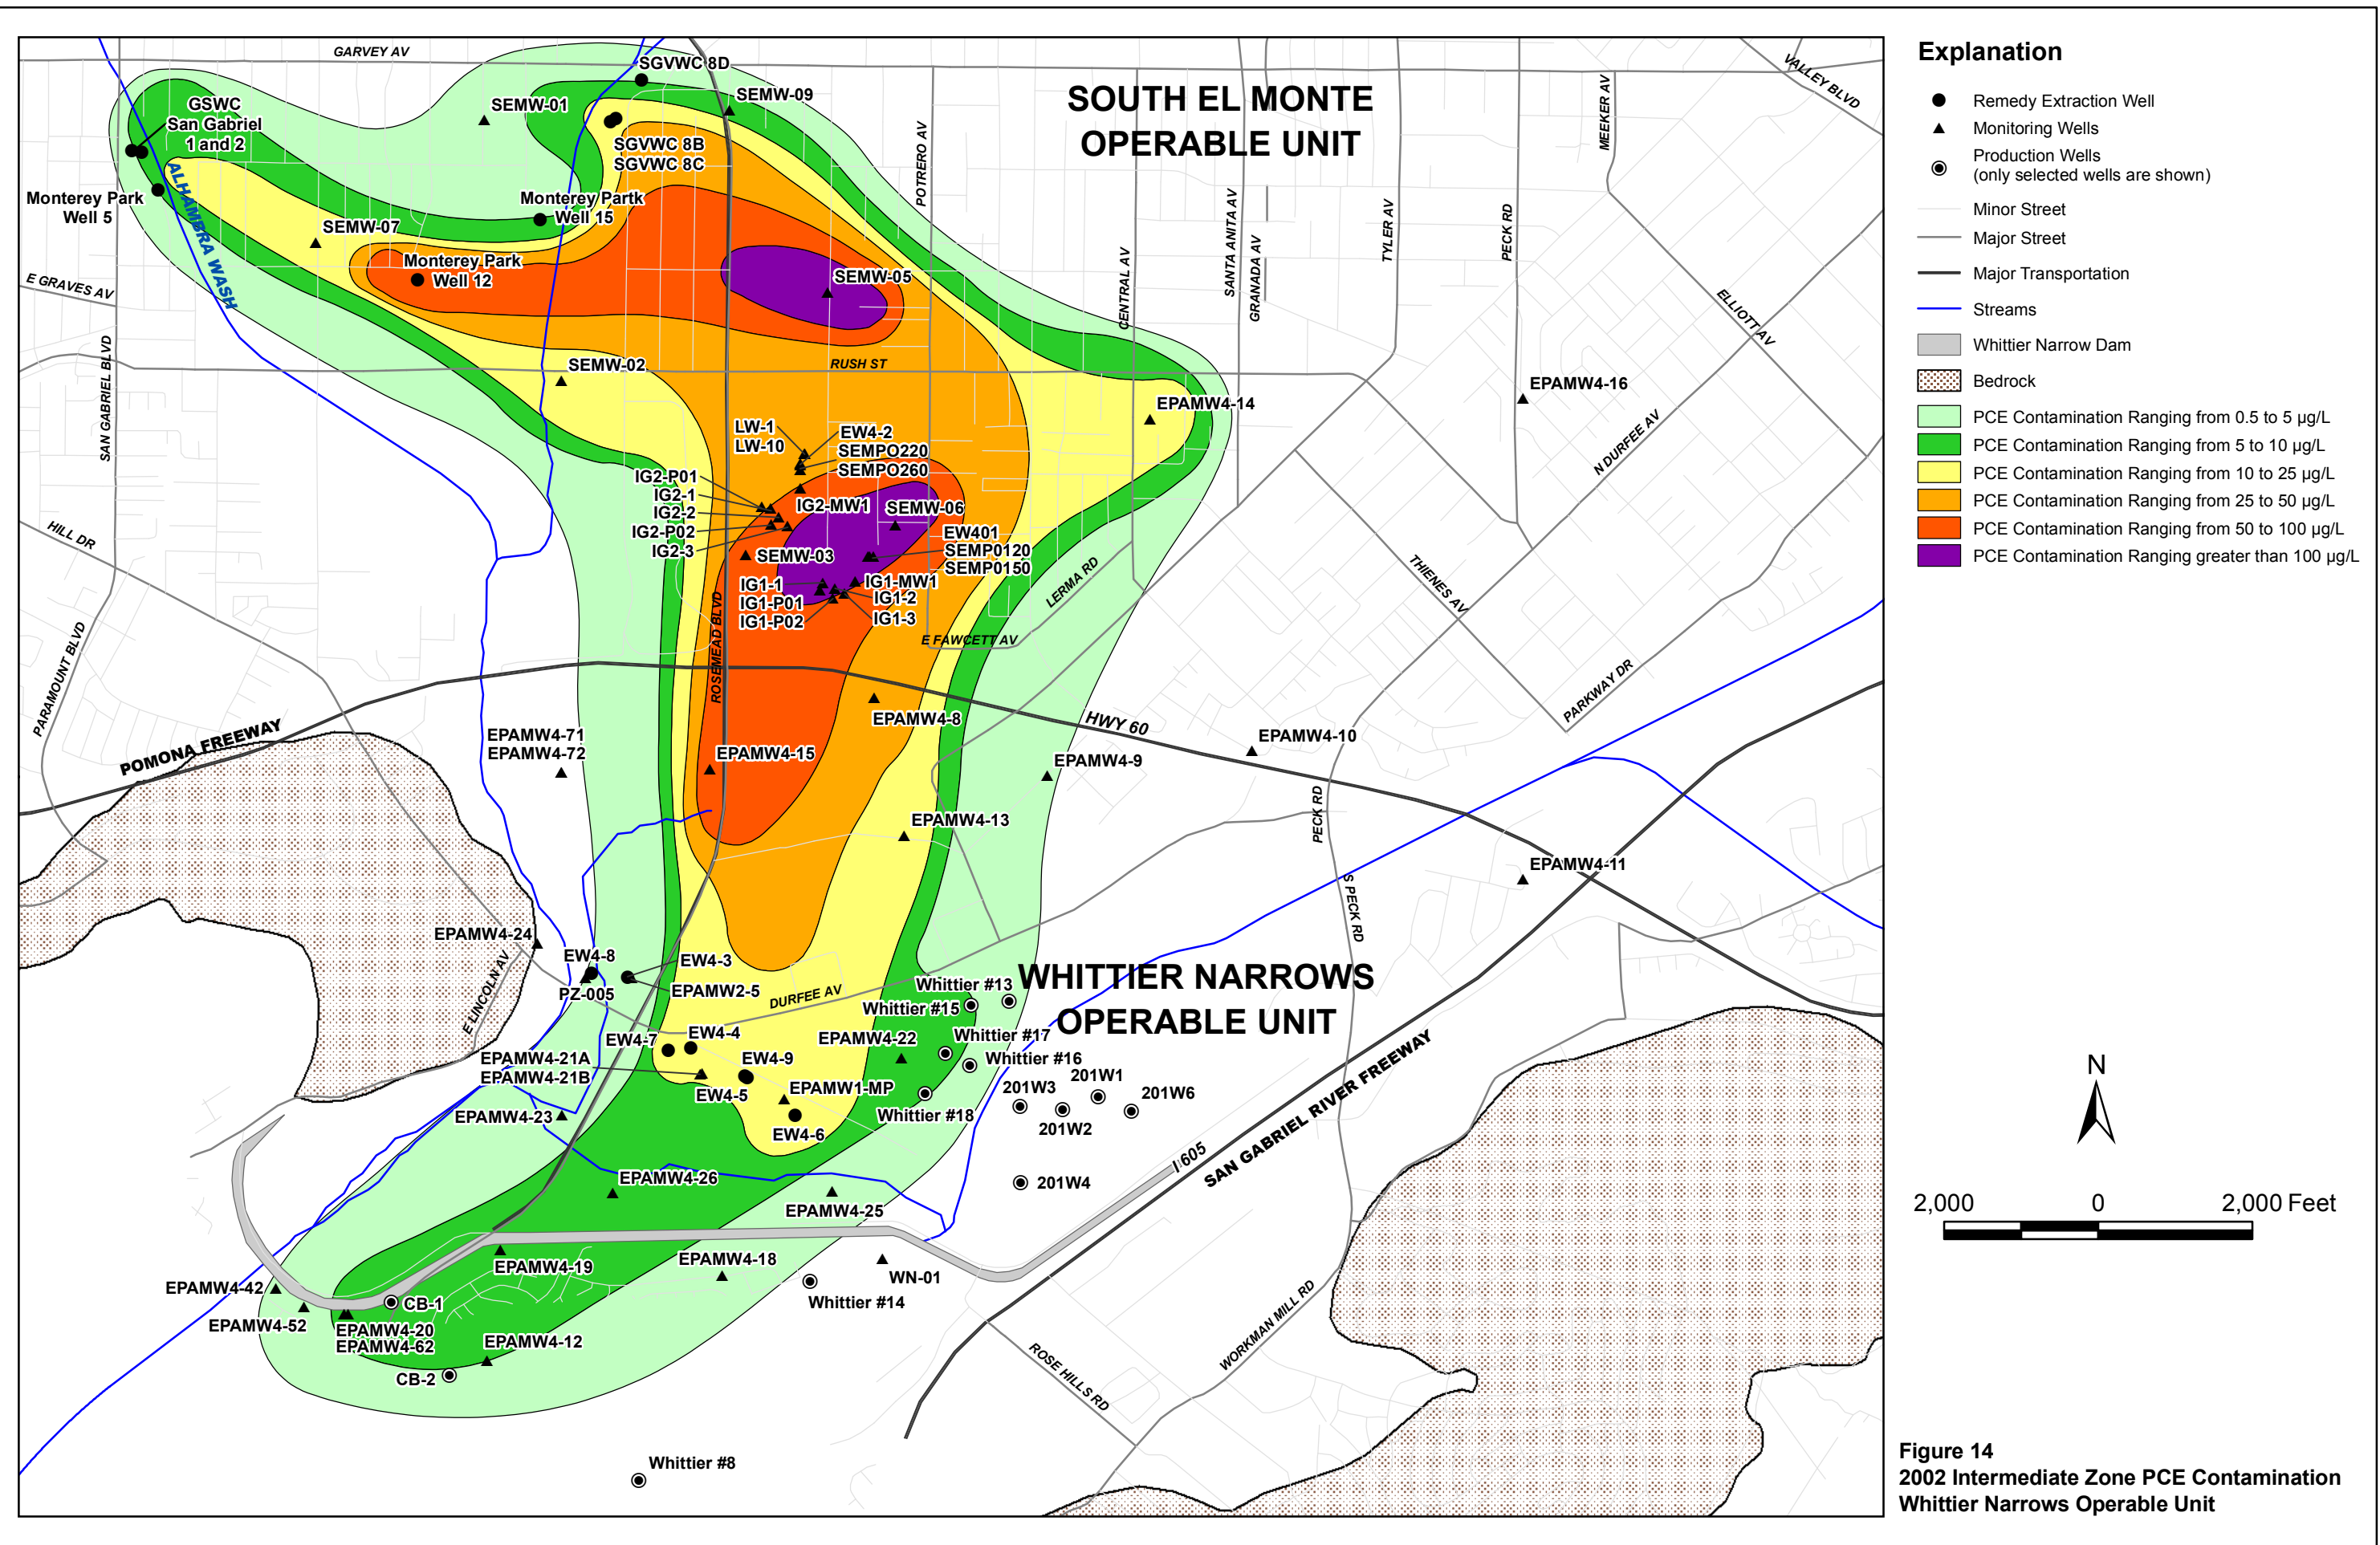 GARVEY AV
SGVWC 8D
VALLEY BLVD
SEMW-01
SEMW-09
SOUTH EL MONTE
OPERABLE UNIT
MEEKER AV
GSWC
San Gabriel
1 and 2
SGVWC 8B
SGVWC 8C
POTRERO AV
Monterey Park
Well 5
ALHAMBRA WASH
Monterey Partk
Well 15
SEMW-07
SANTA ANITA AV
GRANADA AV
CENTRAL AV
TYLER AV
PECK RD
Monterey Park
Well 12
SEMW-05
E GRAVES AV
ELLIOTT AV
SAN GABRIEL BLVD
RUSH ST
SEMW-02
EPAMW4-14
EPAMW4-16
LW-1
LW-10
EW4-2
SEMPO220
SEMPO260
N DURFEE AV
IG2-P01
IG2-1
IG2-2
IG2-P02
IG2-3
IG2-MW1
SEMW-06
HILL DR
EW401
SEMP0120
SEMP0150
SEMW-03
IG1-1
IG1-P01
IG1-P02
IG1-MW1
IG1-2
IG1-3
LERMA RD
THIENES AV
E FAWCETT AV
ROSEMEAD BLVD
PARAMOUNT BLVD
PARKWAY DR
EPAMW4-8
HWY 60
POMONA FREEWAY
EPAMW4-71
EPAMW4-72
EPAMW4-15
EPAMW4-9
EPAMW4-10
PECK RD
EPAMW4-13
EPAMW4-11
S PECK RD
EPAMW4-24
EW4-8
PZ-005
EW4-3
EPAMW2-5
E LINCOLN AV
DURFEE AV
WHITTIER NARROWS
OPERABLE UNIT
Whittier #13
Whittier #15
Whittier #17
Whittier #16
Whittier #18
EPAMW4-22
EW4-7
EW4-4
EW4-9
EW4-5
EPAMW4-21A
EPAMW4-21B
EPAMW1-MP
EW4-6
EPAMW4-23
201W3
201W1
201W6
201W2
201W4
I 605
SAN GABRIEL RIVER FREEWAY
EPAMW4-26
EPAMW4-25
EPAMW4-19
EPAMW4-18
WN-01
Whittier #14
EPAMW4-42
EPAMW4-52
CB-1
EPAMW4-20
EPAMW4-62
EPAMW4-12
CB-2
ROSE HILLS RD
WORKMAN MILL RD
Whittier #8
Explanation
Remedy Extraction Well
Monitoring Wells
Production Wells
(only selected wells are shown)
Minor Street
Major Street
Major Transportation
Streams
Whittier Narrow Dam
Bedrock
PCE Contamination Ranging from 0.5 to 5 µg/L
PCE Contamination Ranging from 5 to 10 µg/L
PCE Contamination Ranging from 10 to 25 µg/L
PCE Contamination Ranging from 25 to 50 µg/L
PCE Contamination Ranging from 50 to 100 µg/L
PCE Contamination Ranging greater than 100 µg/L
N
2,000 0 2,000 Feet
Figure 14
2002 Intermediate Zone PCE Contamination
Whittier Narrows Operable Unit